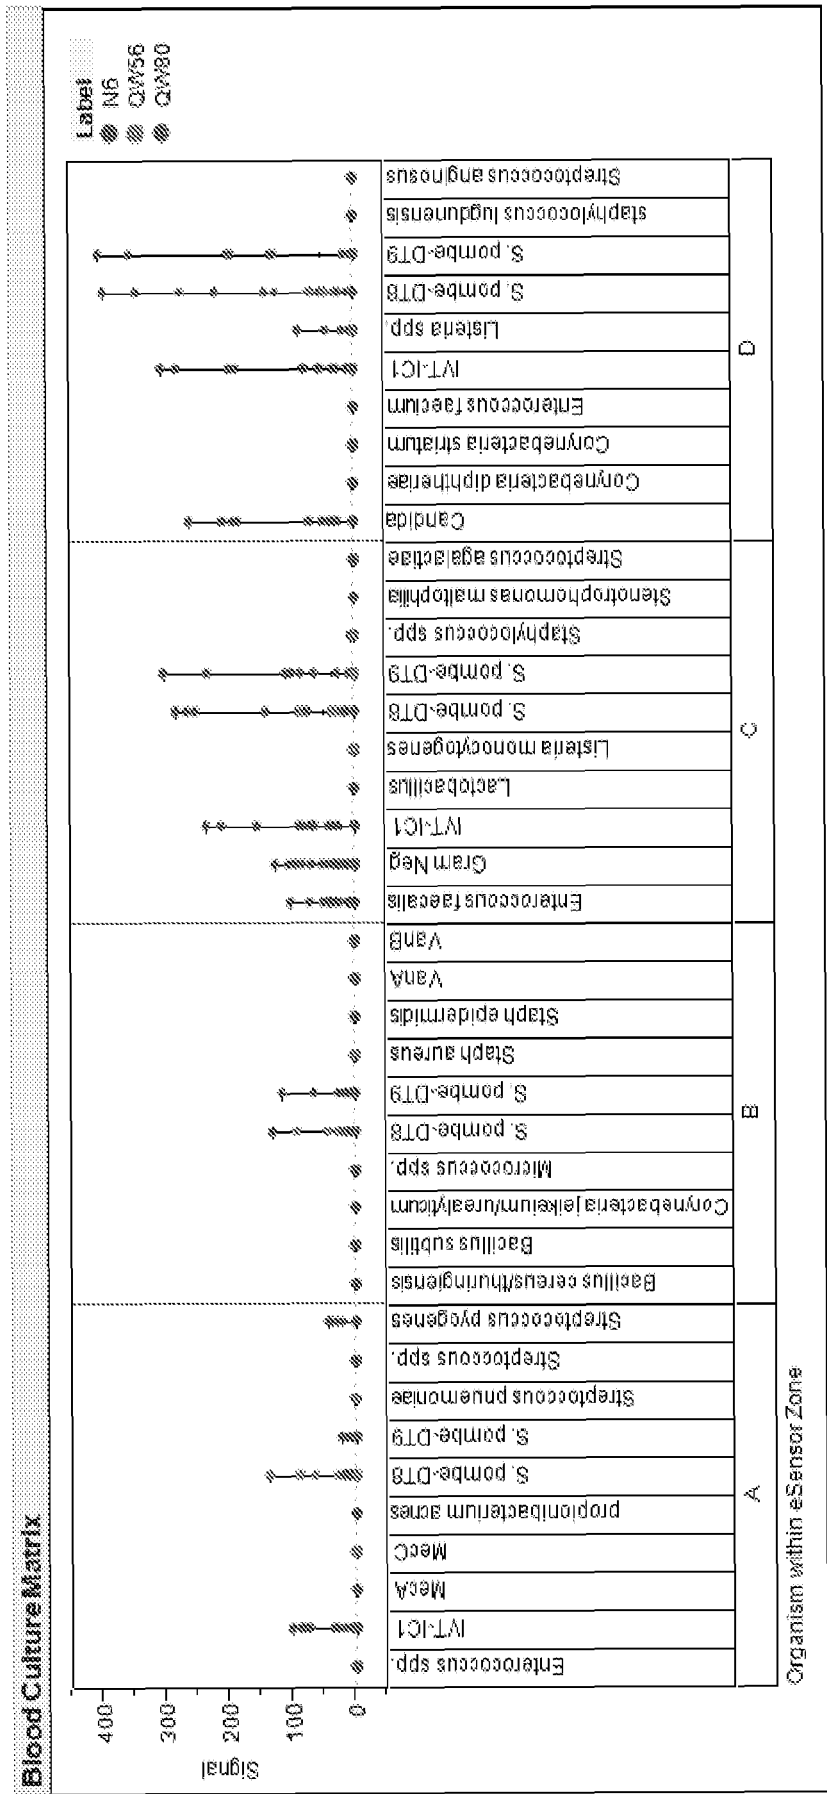 Blood Culture Matrix
Signal
400
300
200
100
0
Enterococcus spp.
IVT-IC1
MecA
MecC
propionibacterium acnes
S. pombe-DT8
S. pombe-DT9
Streptococcus pnuemoniae
Streptoccous spp.
Streptococcus pyogenes
Bacillus cereus/thuringiensis
Bacillus subtilis
Corynebacteria jeikeium/urealyticum
Micrococcus spp.
S. pombe-DT8
S. pombe-DT9
Staph aureus
Staph epidermidis
VanA
VanB
Enterococcus faecalis
Gram Neg
IVT-IC1
Lactobacillus
Listeria monocytogenes
S. pombe-DT8
S. pombe-DT9
Staphylococcus spp.
Stenotrophomonas maltophilia
Streptococcus agalactiae
Candida
Corynebacteria diphtheriae
Corynebacteria striatum
Enterococcus faecium
IVT-IC1
Listeria spp.
S. pombe-DT8
S. pombe-DT9
staphylococcus lugdunensis
Streptococcus anginosus
A
B
C
D
Organism within eSensor Zone
Label
N6
QW56
QW80